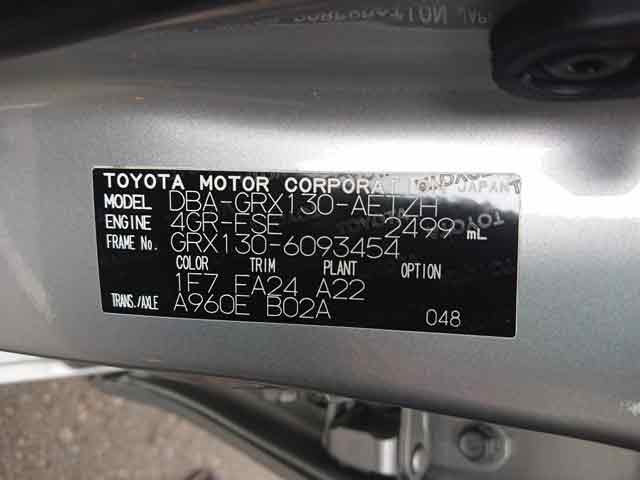 TOYOTA MOTOR CORPORATION JAPAN
MODEL DBA-GRX130-AETZH
ENGINE 4GR-FSE 2499 mL
FRAME No. GRX130-6093454
COLOR TRIM PLANT OPTION
1F7 FA24 A22
TRANS./AXLE A960E B02A 048